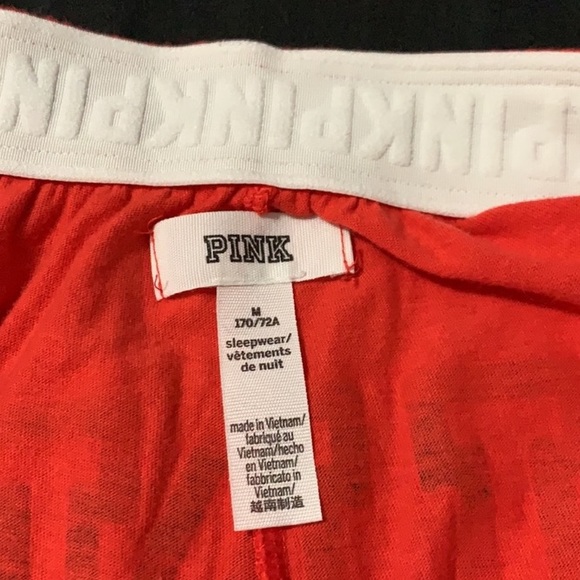 PINKPINKPIN
PINK
M
170/72A
sleepwear/
vêtements
de nuit
made in Vietnam/
fabriqué au
Vietnam/hecho
en Vietnam/
fabbricato in
Vietnam/
越南制造